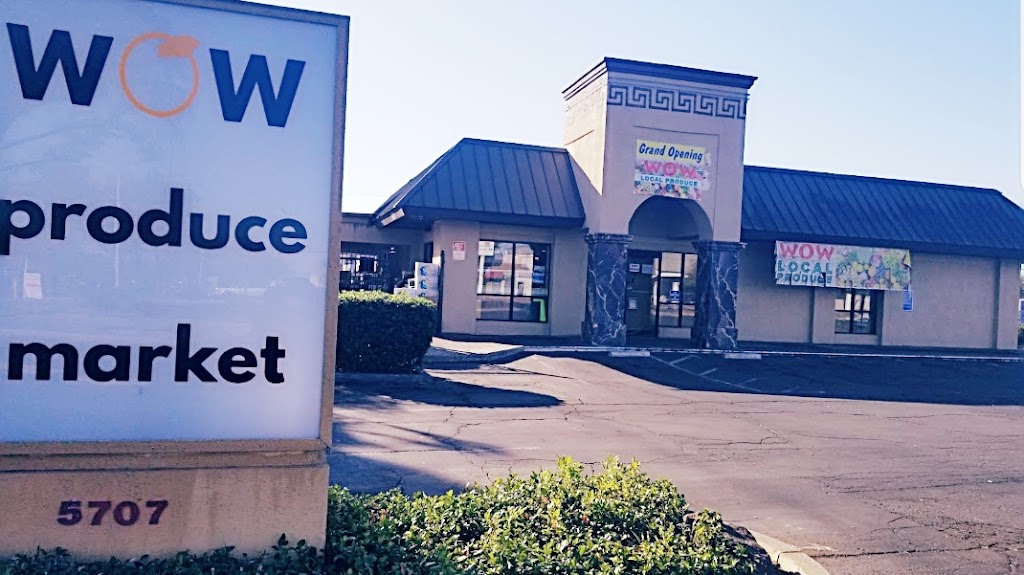 WOW
produce
market
5707
Grand Opening
WOW
LOCAL PRODUCE
WOW
LOCAL
PRODUCE